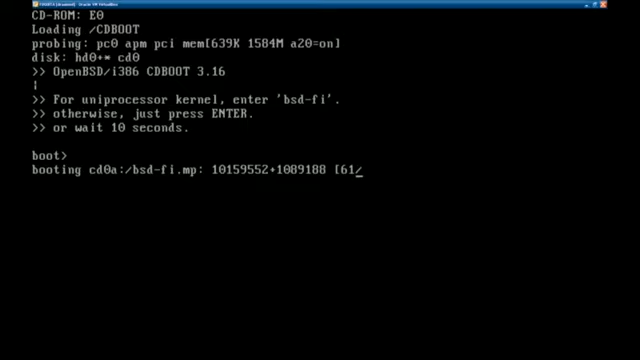 CD-ROM: E0
Loading /CDBOOT
probing: pc0 apm pci mem[639K 1584M a20=on]
disk: hd0+* cd0
>> OpenBSD/i386 CDBOOT 3.16
>> For uniprocessor kernel, enter 'bsd-fi'.
>> otherwise, just press ENTER.
>> or wait 10 seconds.
boot>
booting cd0a:/bsd-fi.mp: 10159552+1089188 [61/